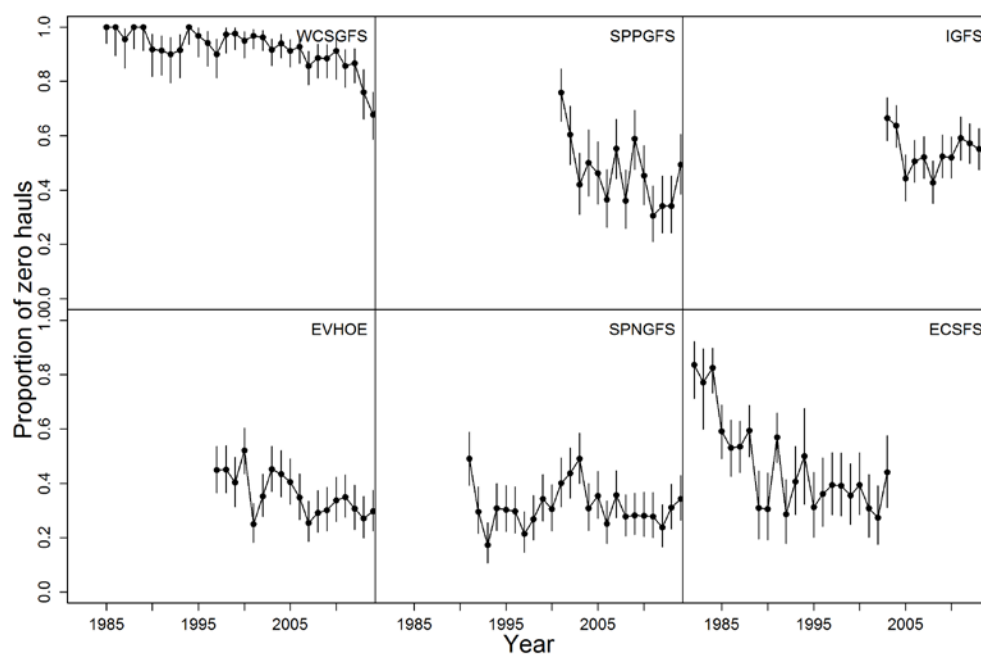 WCSGFS
SPPGFS
IGFS
0.0 0.2 0.4 0.6 0.8 1.0
EVHOE
SPNGFS
ECSFS
0.0 0.2 0.4 0.6 0.8 1.0
Proportion of zero hauls
1985 1995 2005 1985 1995 2005 1985 1995 2005
Year